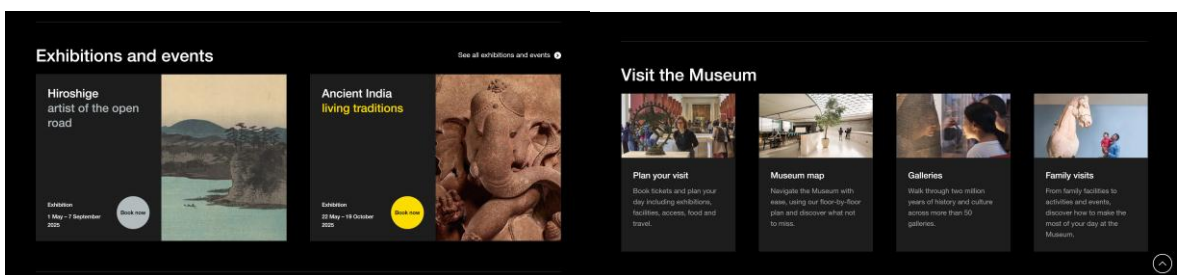 Exhibitions and events
See all exhibitions and events
Hiroshige
artist of the open
road
Exhibition
1 May – 7 September
2025
Book now
Ancient India
living traditions
Exhibition
22 May – 19 October
2025
Book now
Visit the Museum
Plan your visit
Book tickets and plan your
day including exhibitions,
facilities, access, food and
travel.
Museum map
Navigate the Museum with
ease, using our floor-by-floor
plan and discover what not
to miss.
Galleries
Walk through two million
years of history and culture
across more than 50
galleries.
Family visits
From family facilities to
activities and events,
discover how to make the
most of your day at the
Museum.